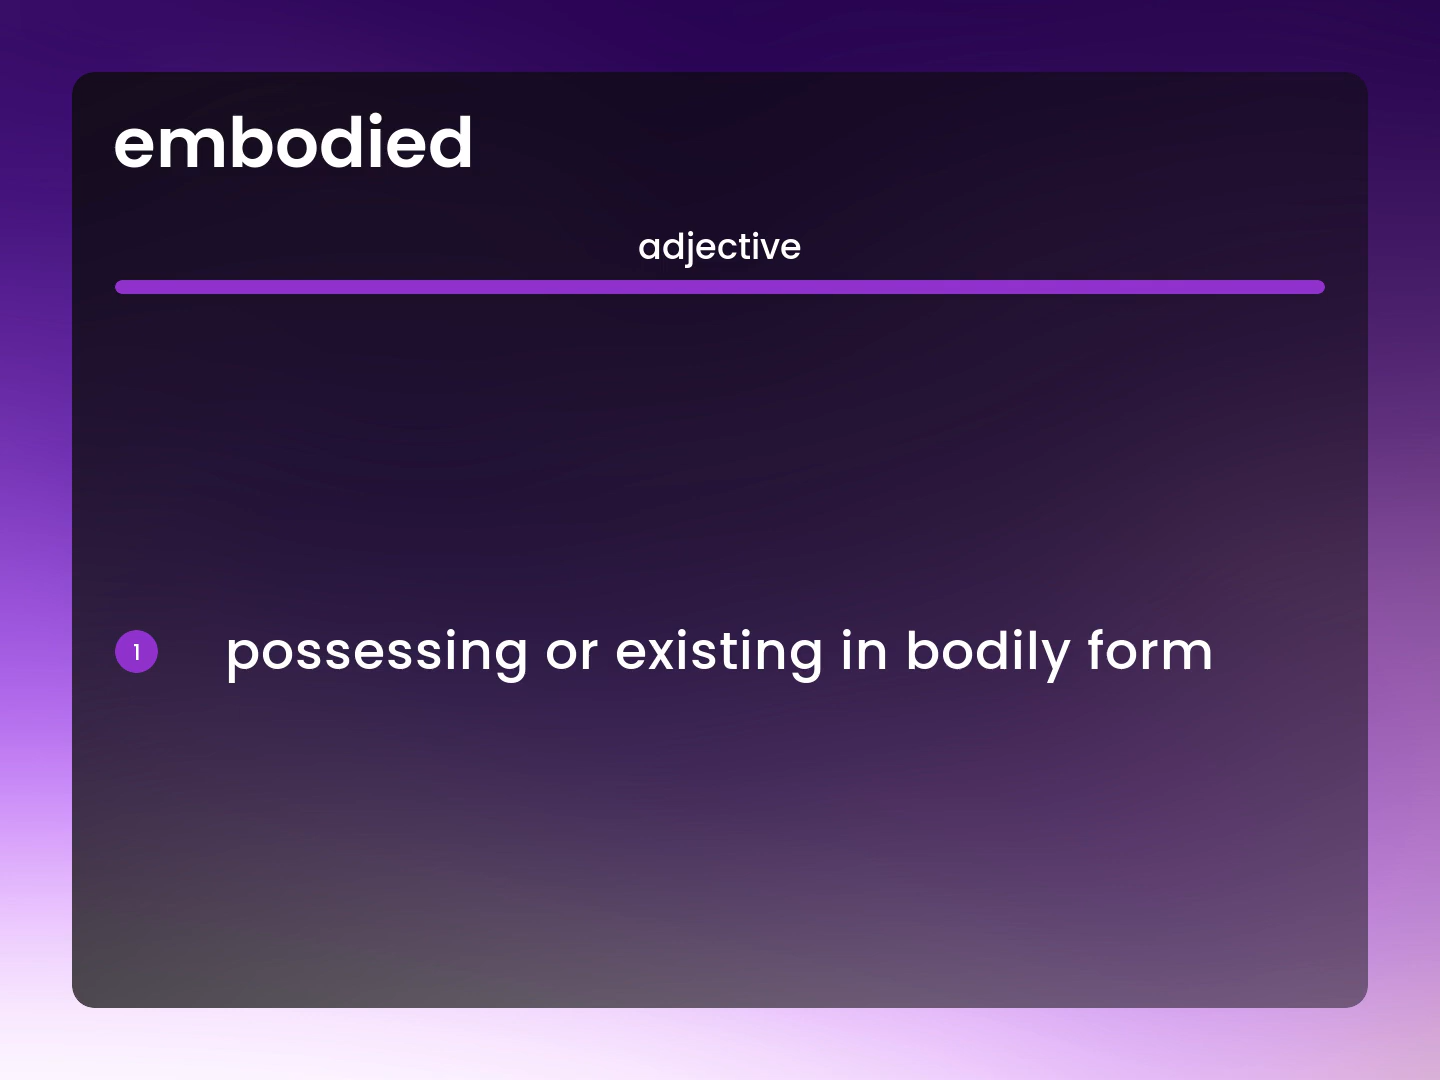 embodied
adjective
1 possessing or existing in bodily form